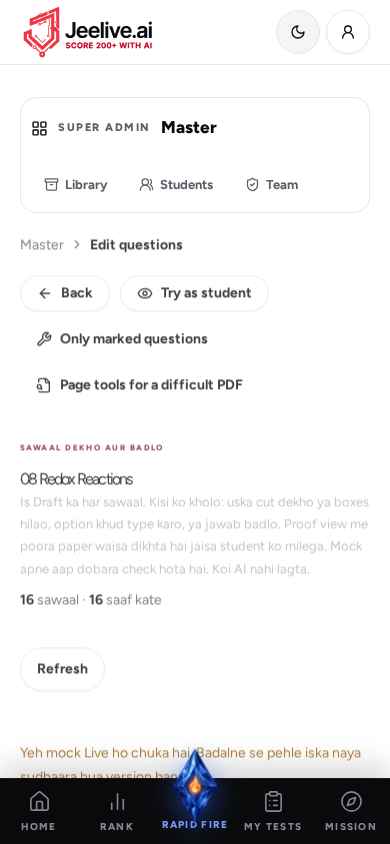 Jeelive.ai
SCORE 200+ WITH AI
SUPER ADMIN Master
Library Students Team
Master > Edit questions
Back Try as student
Only marked questions
Page tools for a difficult PDF
SAWAAL DEKHO AUR BADLO
08 Redox Reactions
Is Draft ka har sawaal. Kisi ko kholo: uska cut dekho ya boxes
hilao, option khud type karo, ya jawab badlo. Proof view me
poora paper waisa dikhta hai jaisa student ko milega. Mock
apne aap dobara check hota hai. Koi AI nahi lagta.
16 sawaal · 16 saaf kate
Refresh
Yeh mock Live ho chuka hai. Badalne se pehle iska naya
sudhaara hua version
HOME RANK RAPID FIRE MY TESTS MISSION